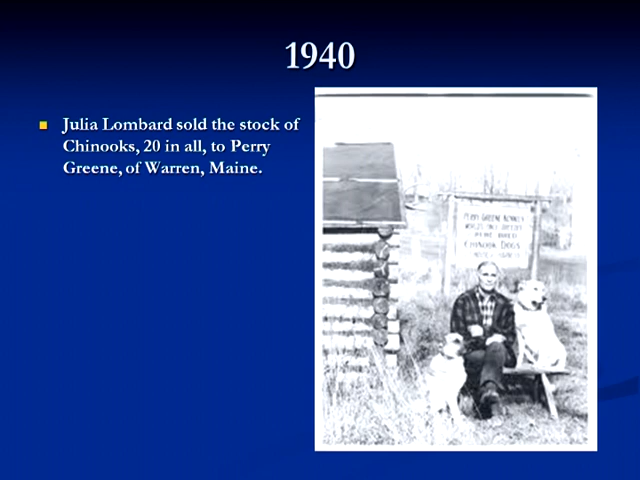 1940
Julia Lombard sold the stock of
Chinooks, 20 in all, to Perry
Greene, of Warren, Maine.
PERRY GREENE KENNELS
CHINOOK DOGS